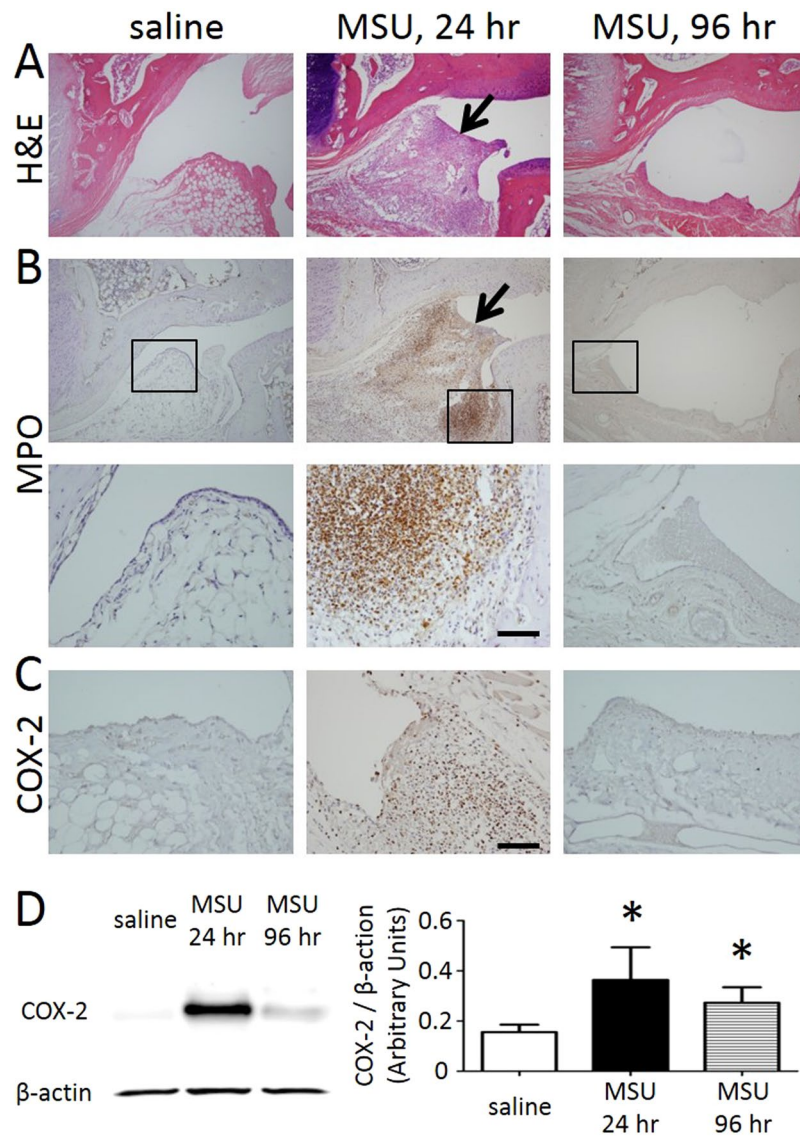 saline MSU, 24 hr MSU, 96 hr
A
H&E
B
MPO
C
COX-2
D
saline MSU 24 hr MSU 96 hr
COX-2
β-actin
COX-2 / β-action
(Arbitrary Units)
0.6
0.4
0.2
0
*
*
saline MSU 24 hr MSU 96 hr